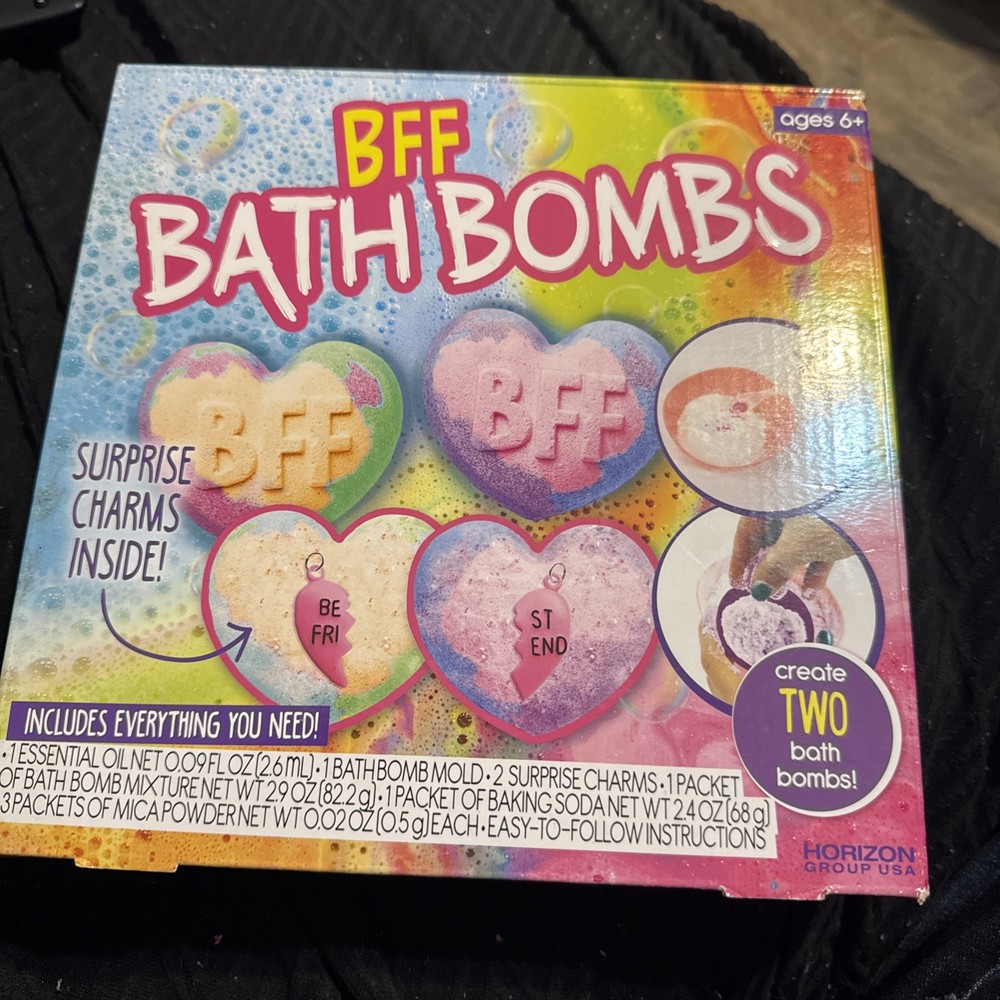 ages 6+
BFF
BATH BOMBS
BFF
BFF
SURPRISE
CHARMS
INSIDE!
BE
FRI
ST
END
create
TWO
bath
bombs!
INCLUDES EVERYTHING YOU NEED!
• 1 ESSENTIAL OIL NET 0.09 FL OZ (2.6 mL) • 1 BATH BOMB MOLD • 2 SURPRISE CHARMS • 1 PACKET
OF BATH BOMB MIXTURE NET WT 2.9 OZ (82.2 g) • 1 PACKET OF BAKING SODA NET WT 2.4 OZ (68 g)
3 PACKETS OF MICA POWDER NET WT 0.02 OZ (0.5 g) EACH • EASY-TO-FOLLOW INSTRUCTIONS
HORIZON
GROUP USA